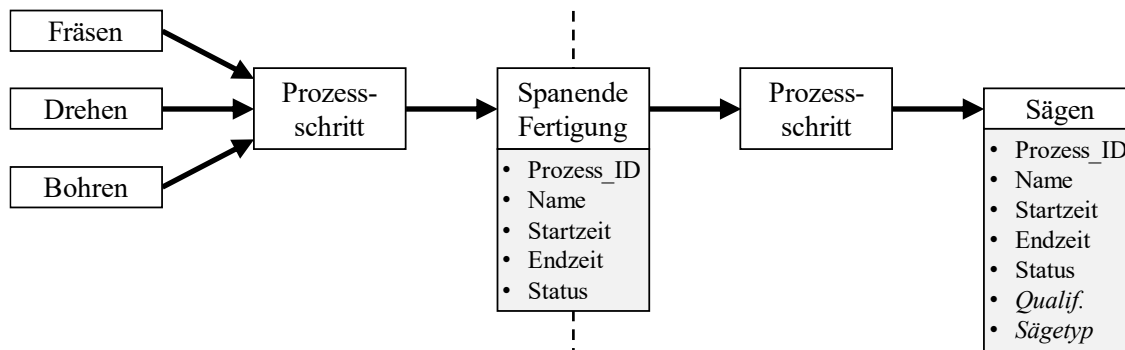 Fräsen
Drehen
Bohren
Prozess-
schritt
Spanende
Fertigung
• Prozess_ID
• Name
• Startzeit
• Endzeit
• Status
Prozess-
schritt
Sägen
• Prozess_ID
• Name
• Startzeit
• Endzeit
• Status
• Qualif.
• Sägetyp